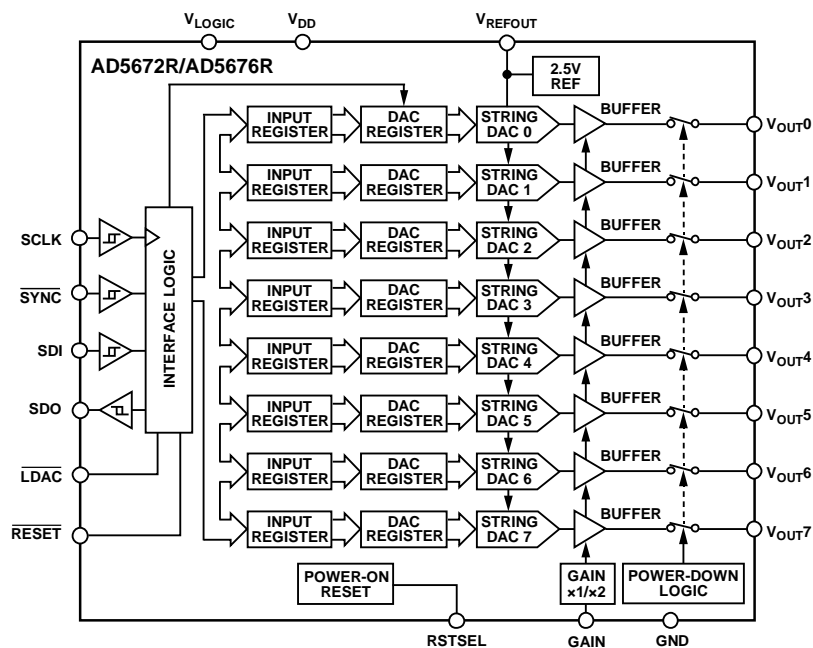 VLOGIC VDD VREFOUT
AD5672R/AD5676R
2.5V
REF
INPUT REGISTER DAC REGISTER STRING DAC 0 BUFFER VOUT0
INPUT REGISTER DAC REGISTER STRING DAC 1 BUFFER VOUT1
INPUT REGISTER DAC REGISTER STRING DAC 2 BUFFER VOUT2
INPUT REGISTER DAC REGISTER STRING DAC 3 BUFFER VOUT3
INPUT REGISTER DAC REGISTER STRING DAC 4 BUFFER VOUT4
INPUT REGISTER DAC REGISTER STRING DAC 5 BUFFER VOUT5
INPUT REGISTER DAC REGISTER STRING DAC 6 BUFFER VOUT6
INPUT REGISTER DAC REGISTER STRING DAC 7 BUFFER VOUT7
SCLK
SYNC
SDI
SDO
LDAC
RESET
INTERFACE LOGIC
POWER-ON
RESET
GAIN
×1/×2
POWER-DOWN
LOGIC
RSTSEL GAIN GND